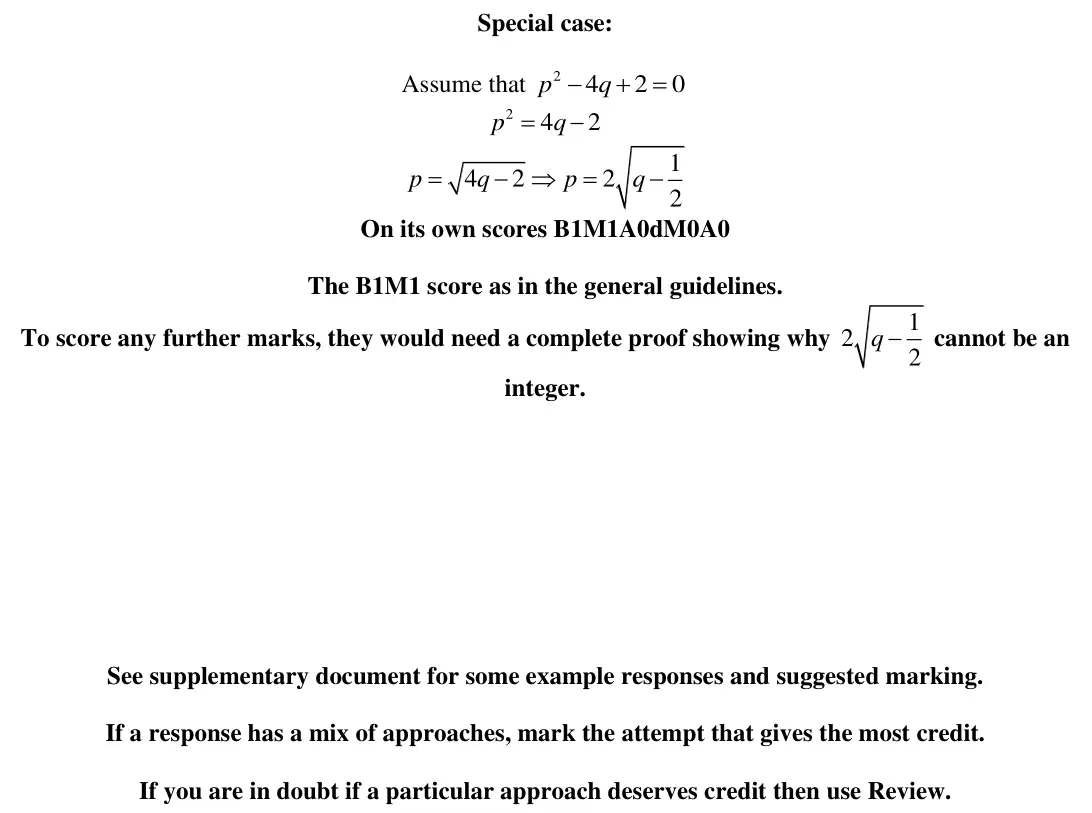 Special case:
Assume that p² − 4q + 2 = 0
p² = 4q − 2
p = √(4q − 2) ⇒ p = 2√(q − 1/2)
On its own scores B1M1A0dM0A0
The B1M1 score as in the general guidelines.
To score any further marks, they would need a complete proof showing why 2√(q − 1/2) cannot be an
integer.
See supplementary document for some example responses and suggested marking.
If a response has a mix of approaches, mark the attempt that gives the most credit.
If you are in doubt if a particular approach deserves credit then use Review.